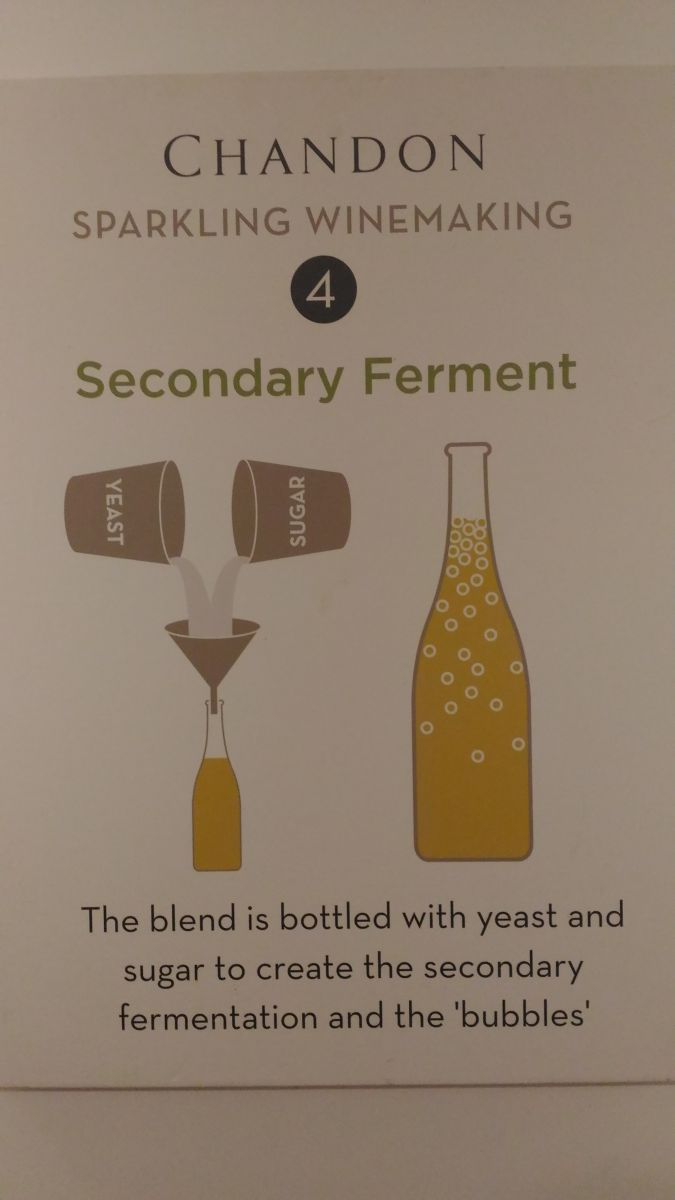 CHANDON
SPARKLING WINEMAKING
4
Secondary Ferment
YEAST
SUGAR
The blend is bottled with yeast and
sugar to create the secondary
fermentation and the 'bubbles'